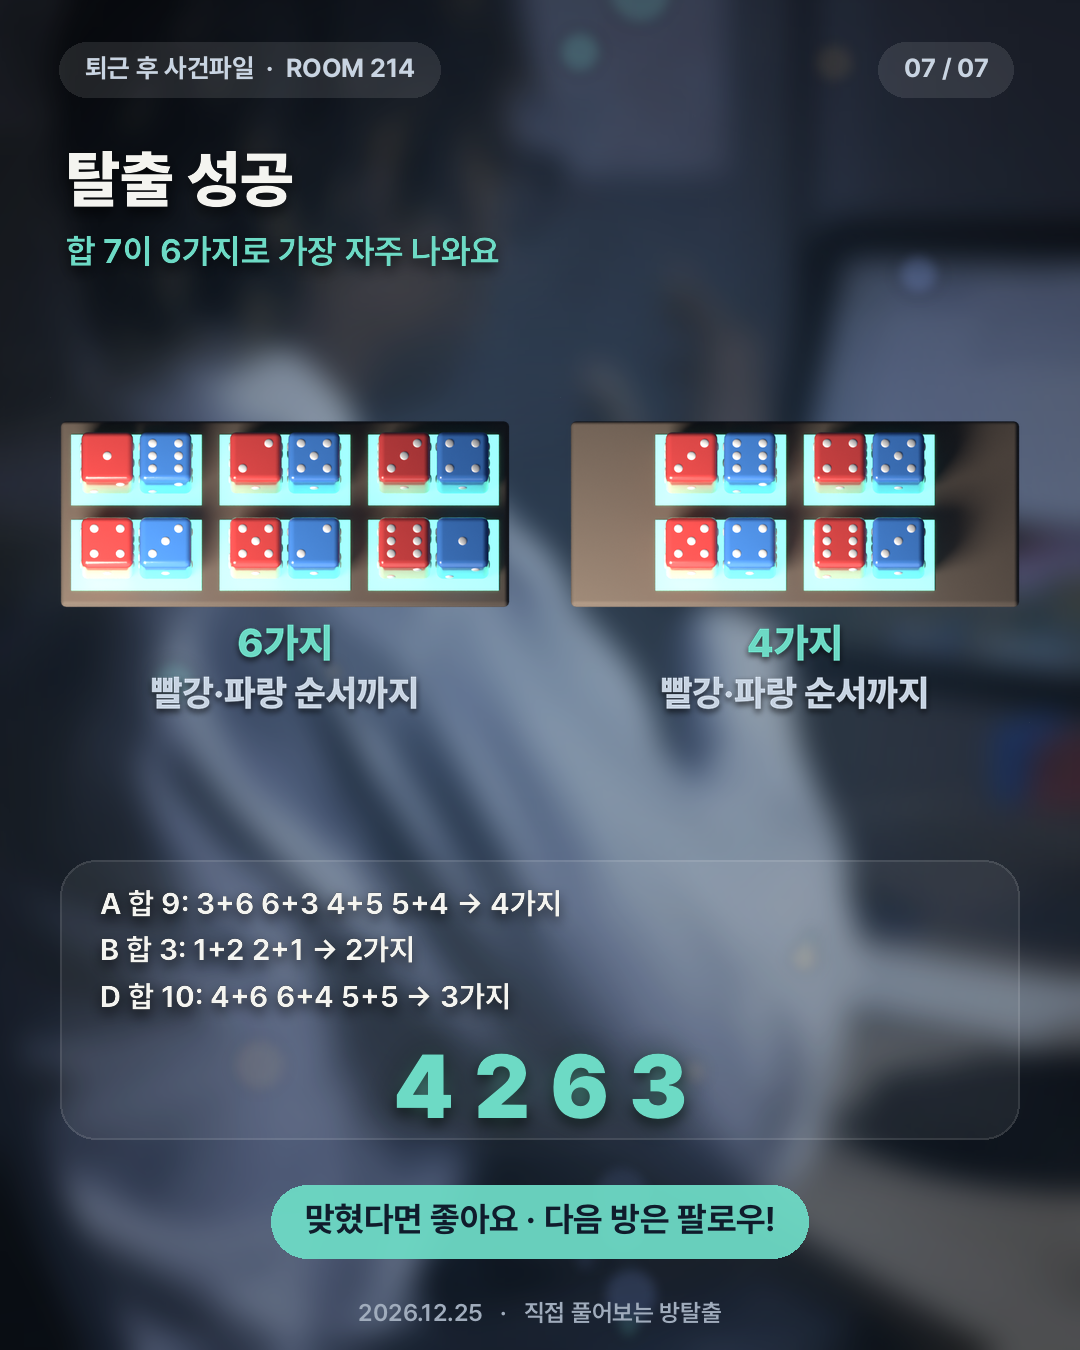 퇴근 후 사건파일 · ROOM 214
07 / 07
탈출 성공
합 7이 6가지로 가장 자주 나와요
6가지
빨강·파랑 순서까지
4가지
빨강·파랑 순서까지
A 합 9: 3+6 6+3 4+5 5+4 → 4가지
B 합 3: 1+2 2+1 → 2가지
D 합 10: 4+6 6+4 5+5 → 3가지
4 2 6 3
맞혔다면 좋아요 · 다음 방은 팔로우!
2026.12.25 · 직접 풀어보는 방탈출